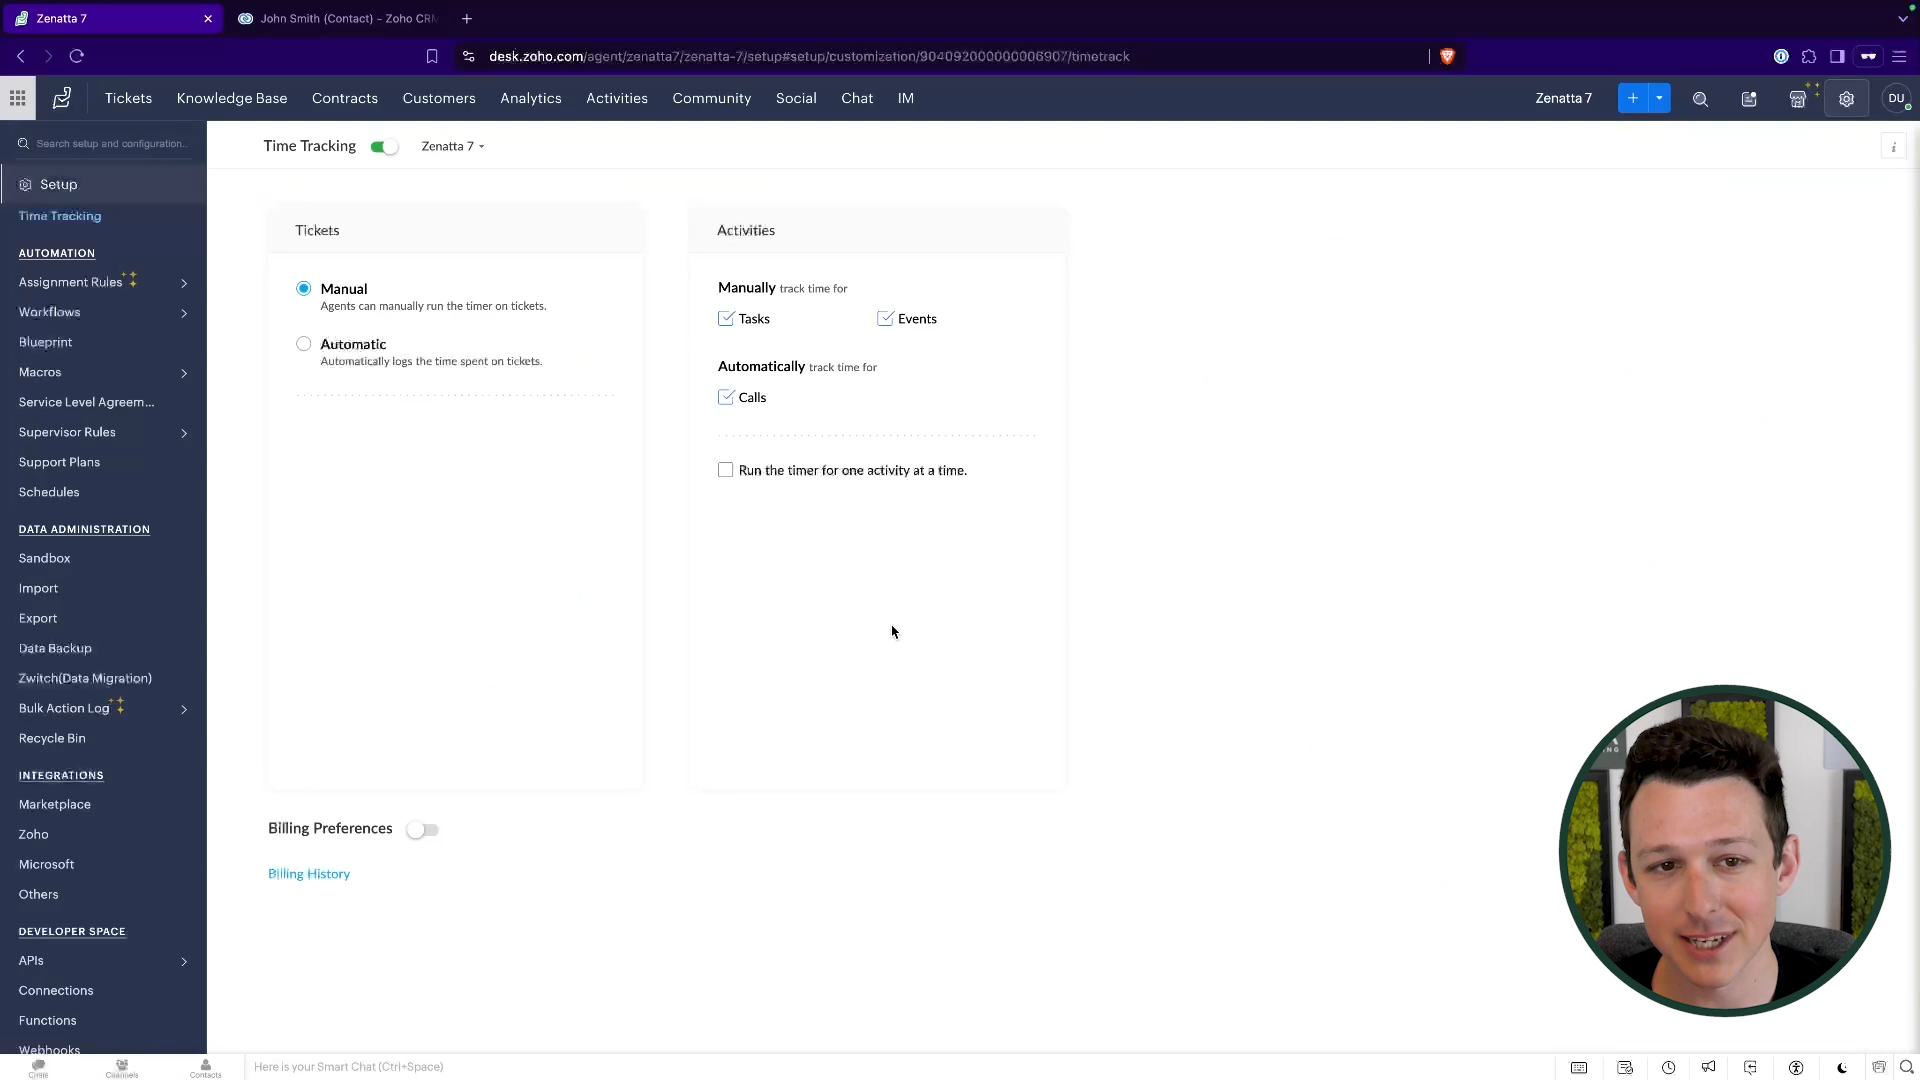 Zenatta 7
John Smith (Contact) - Zoho CRM
desk.zoho.com/agent/zenatta7/zenatta-7/setup#setup/customization/904092000000006907/timetrack
Tickets Knowledge Base Contracts Customers Analytics Activities Community Social Chat IM
Zenatta 7
DU
Search setup and configuration..
Setup
Time Tracking
AUTOMATION
Assignment Rules
Workflows
Blueprint
Macros
Service Level Agreem...
Supervisor Rules
Support Plans
Schedules
DATA ADMINISTRATION
Sandbox
Import
Export
Data Backup
Zwitch(Data Migration)
Bulk Action Log
Recycle Bin
INTEGRATIONS
Marketplace
Zoho
Microsoft
Others
DEVELOPER SPACE
APIs
Connections
Functions
Webhooks
Time Tracking
Zenatta 7
Tickets
Manual
Agents can manually run the timer on tickets.
Automatic
Automatically logs the time spent on tickets.
Activities
Manually track time for
Tasks
Events
Automatically track time for
Calls
Run the timer for one activity at a time.
Billing Preferences
Billing History
Channels
Contacts
Here is your Smart Chat (Ctrl+Space)